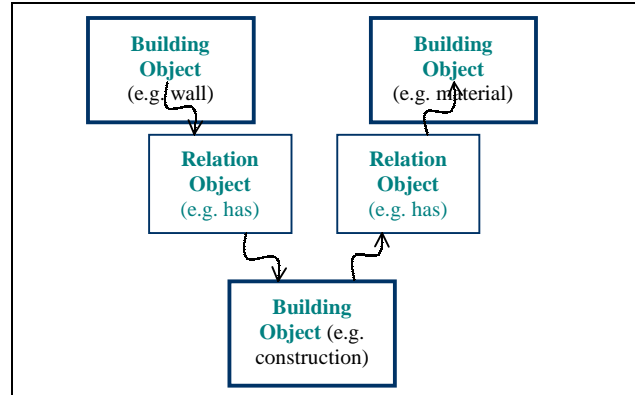 Building
Object
(e.g. wall)
Building
Object
(e.g. material)
Relation
Object
(e.g. has)
Relation
Object
(e.g. has)
Building
Object (e.g.
construction)